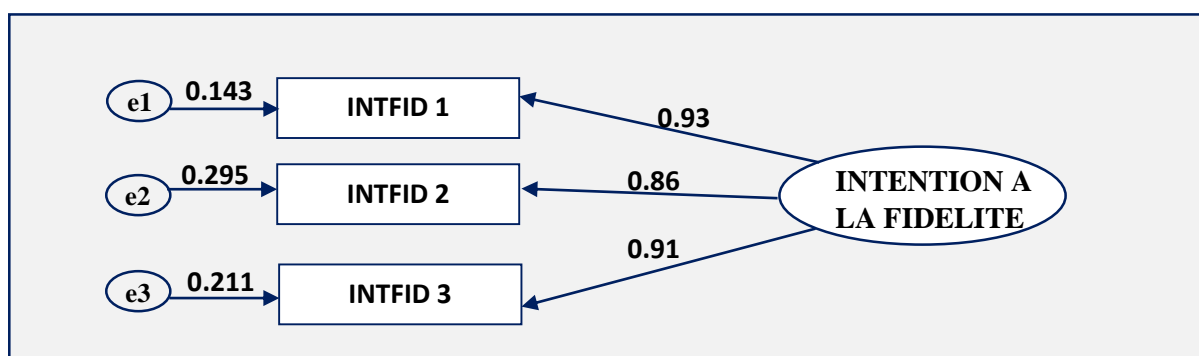 e1
0.143
INTFID 1
0.93
e2
0.295
INTFID 2
0.86
INTENTION A
LA FIDELITE
e3
0.211
INTFID 3
0.91